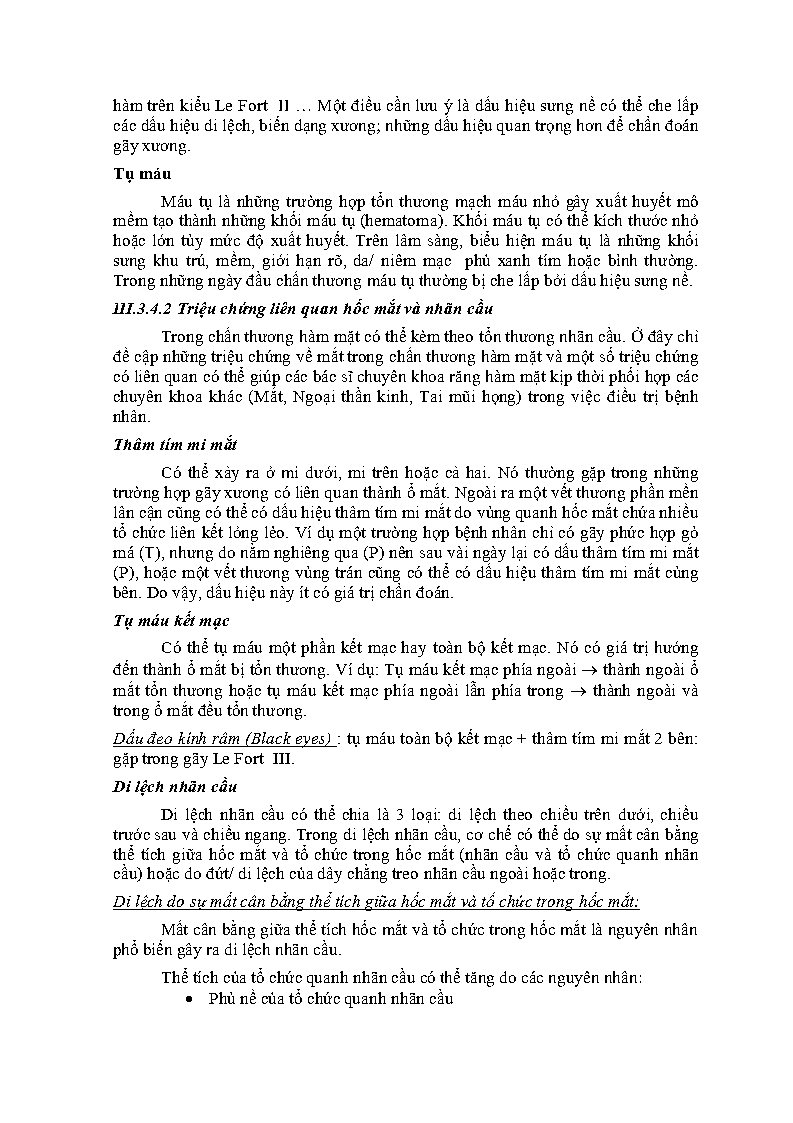 hàm trên kiểu Le Fort II … Một điều cần lưu ý là dấu hiệu sưng nề có thể che lấp
các dấu hiệu di lệch, biến dạng xương; những dấu hiệu quan trọng hơn để chẩn đoán
gãy xương.
Tụ máu
Máu tụ là những trường hợp tổn thương mạch máu nhỏ gây xuất huyết mô
mềm tạo thành những khối máu tụ (hematoma). Khối máu tụ có thể kích thước nhỏ
hoặc lớn tùy mức độ xuất huyết. Trên lâm sàng, biểu hiện máu tụ là những khối
sưng khu trú, mềm, giới hạn rõ, da/ niêm mạc phủ xanh tím hoặc bình thường.
Trong những ngày đầu chấn thương máu tụ thường bị che lấp bởi dấu hiệu sưng nề.
III.3.4.2 Triệu chứng liên quan hốc mắt và nhãn cầu
Trong chấn thương hàm mặt có thể kèm theo tổn thương nhãn cầu. Ở đây chỉ
đề cập những triệu chứng về mắt trong chấn thương hàm mặt và một số triệu chứng
có liên quan có thể giúp các bác sĩ chuyên khoa răng hàm mặt kịp thời phối hợp các
chuyên khoa khác (Mắt, Ngoại thần kinh, Tai mũi họng) trong việc điều trị bệnh
nhân.
Thâm tím mi mắt
Có thể xảy ra ở mi dưới, mi trên hoặc cả hai. Nó thường gặp trong những
trường hợp gãy xương có liên quan thành ổ mắt. Ngoài ra một vết thương phần mền
lân cận cũng có thể có dấu hiệu thâm tím mi mắt do vùng quanh hốc mắt chứa nhiều
tổ chức liên kết lỏng lẻo. Ví dụ một trường hợp bệnh nhân chỉ có gãy phức hợp gò
má (T), nhưng do nằm nghiêng qua (P) nên sau vài ngày lại có dấu thâm tím mi mắt
(P), hoặc một vết thương vùng trán cũng có thể có dấu hiệu thâm tím mi mắt cùng
bên. Do vậy, dấu hiệu này ít có giá trị chẩn đoán.
Tụ máu kết mạc
Có thể tụ máu một phần kết mạc hay toàn bộ kết mạc. Nó có giá trị hướng
đến thành ổ mắt bị tổn thương. Ví dụ: Tụ máu kết mạc phía ngoài → thành ngoài ổ
mắt tổn thương hoặc tụ máu kết mạc phía ngoài lẫn phía trong → thành ngoài và
trong ổ mắt đều tổn thương.
Dấu đeo kính râm (Black eyes) : tụ máu toàn bộ kết mạc + thâm tím mi mắt 2 bên:
gặp trong gãy Le Fort III.
Di lệch nhãn cầu
Di lệch nhãn cầu có thể chia là 3 loại: di lệch theo chiều trên dưới, chiều
trước sau và chiều ngang. Trong di lệch nhãn cầu, cơ chế có thể do sự mất cân bằng
thể tích giữa hốc mắt và tổ chức trong hốc mắt (nhãn cầu và tổ chức quanh nhãn
cầu) hoặc do đứt/ di lệch của dây chằng treo nhãn cầu ngoài hoặc trong.
Di lệch do sự mất cân bằng thể tích giữa hốc mắt và tổ chức trong hốc mắt:
Mất cân bằng giữa thể tích hốc mắt và tổ chức trong hốc mắt là nguyên nhân
phổ biến gây ra di lệch nhãn cầu.
Thể tích của tổ chức quanh nhãn cầu có thể tăng do các nguyên nhân:
• Phù nề của tổ chức quanh nhãn cầu